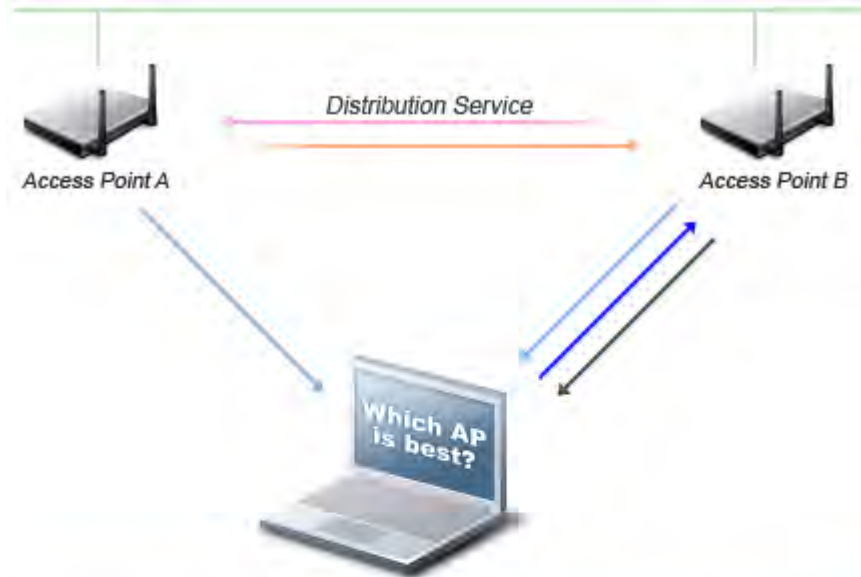 Distribution Service
Access Point A
Access Point B
Which AP
is best?